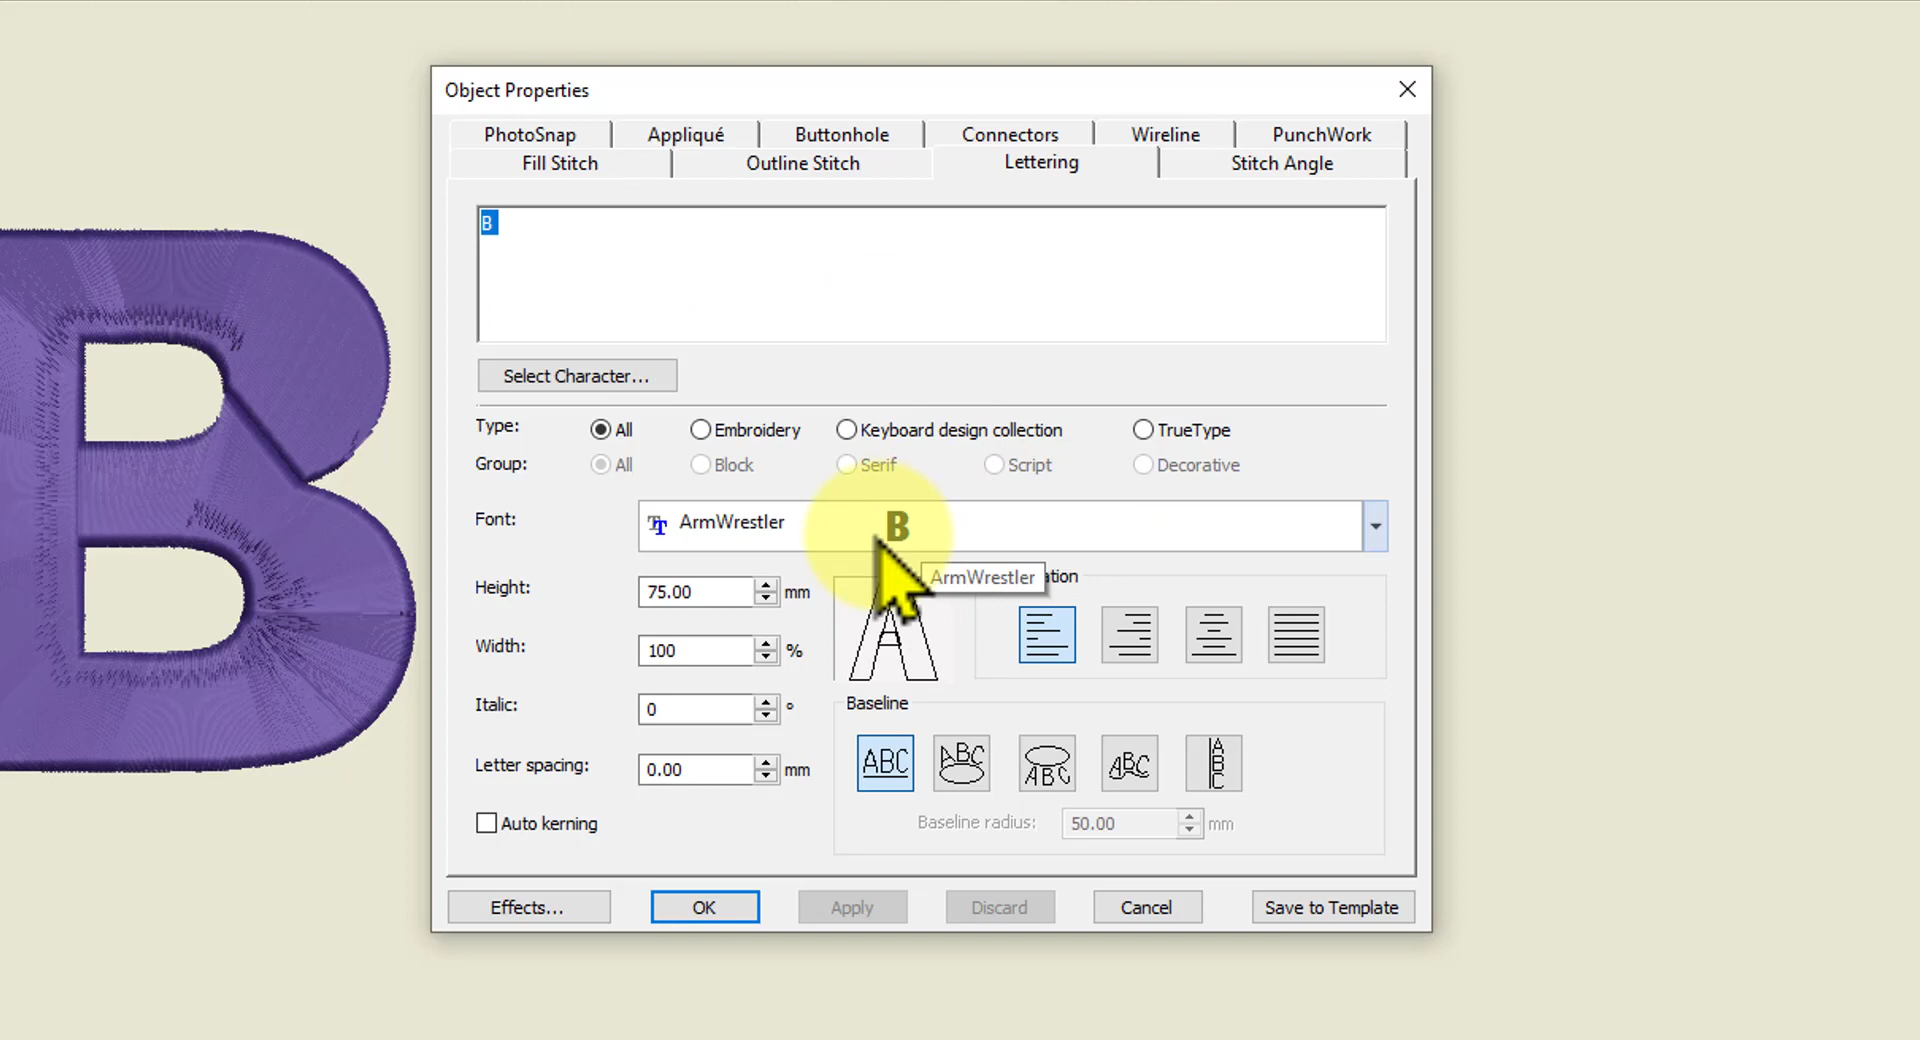 Object Properties
PhotoSnap Appliqué Buttonhole Connectors Wireline PunchWork
Fill Stitch Outline Stitch Lettering Stitch Angle
B
Select Character...
Type: All Embroidery Keyboard design collection TrueType
Group: All Block Serif Script Decorative
Font: ArmWrestler B
ArmWrestler
Height: 75.00 mm
A
Width: 100 %
Italic: 0 °
Baseline
ABC ABC ABC ABC ABC
Letter spacing: 0.00 mm
Auto kerning
Baseline radius: 50.00 mm
Effects... OK Apply Discard Cancel Save to Template
B